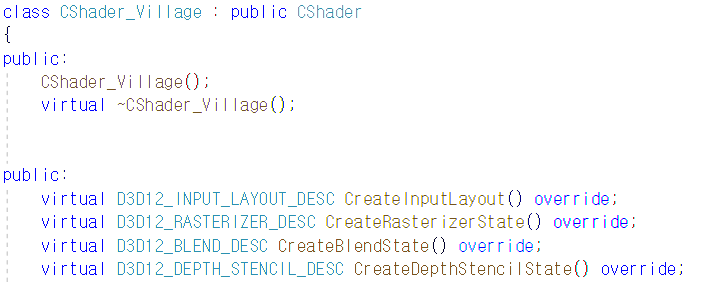 class CShader_Village : public CShader
{
public:
    CShader_Village();
    virtual ~CShader_Village();
public:
    virtual D3D12_INPUT_LAYOUT_DESC CreateInputLayout() override;
    virtual D3D12_RASTERIZER_DESC CreateRasterizerState() override;
    virtual D3D12_BLEND_DESC CreateBlendState() override;
    virtual D3D12_DEPTH_STENCIL_DESC CreateDepthStencilState() override;